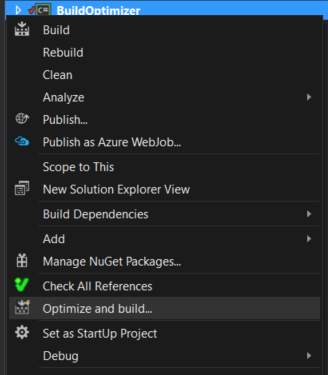 C# BuildOptimizer
Build
Rebuild
Clean
Analyze
Publish...
Publish as Azure WebJob...
Scope to This
New Solution Explorer View
Build Dependencies
Add
Manage NuGet Packages...
Check All References
Optimize and build...
Set as StartUp Project
Debug